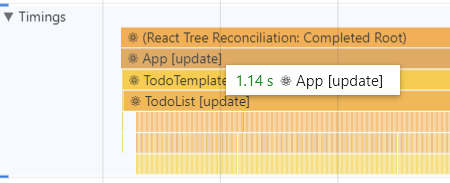 ▼ Timings
⚛ (React Tree Reconciliation: Completed Root)
⚛ App [update]
⚛ TodoTemplate
1.14 s ⚛ App [update]
⚛ TodoList [update]